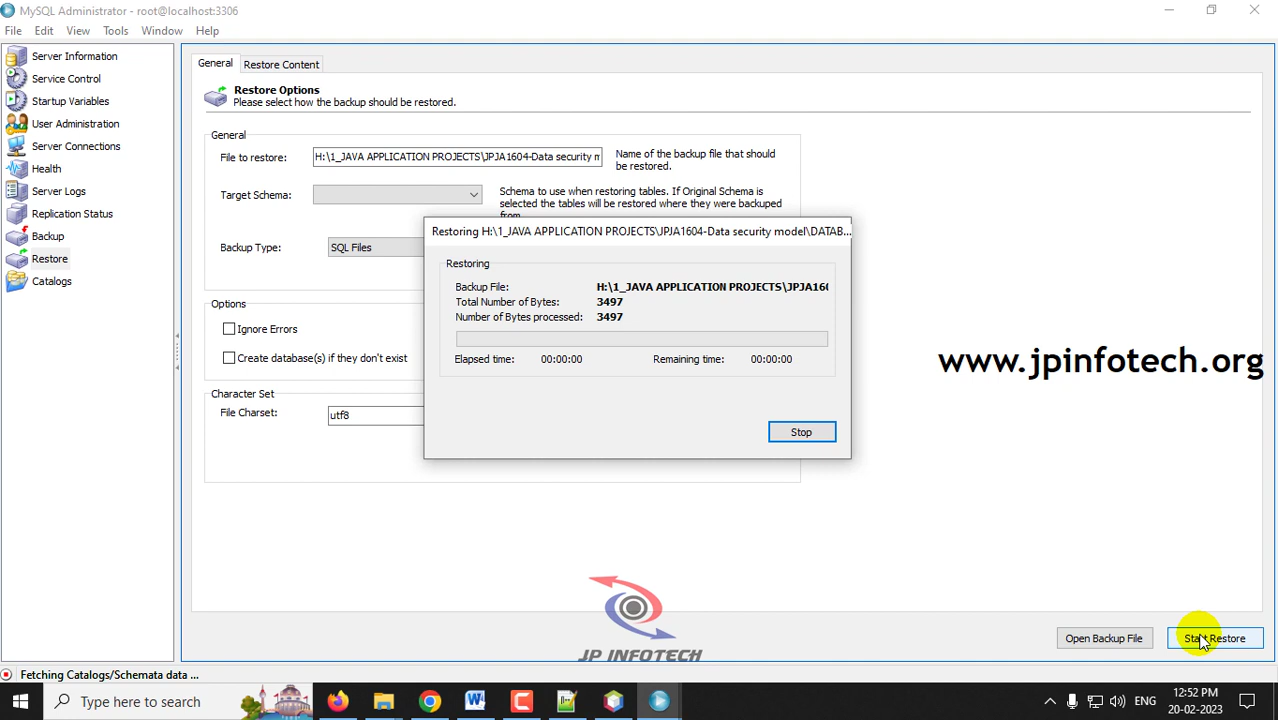 MySQL Administrator - root@localhost:3306
File Edit View Tools Window Help
Server Information
Service Control
Startup Variables
User Administration
Server Connections
Health
Server Logs
Replication Status
Backup
Restore
Catalogs
General Restore Content
Restore Options
Please select how the backup should be restored.
General
File to restore: H:\1_JAVA APPLICATION PROJECTS\JPJA1604-Data security m
Name of the backup file that should
be restored.
Target Schema:
Schema to use when restoring tables. If Original Schema is
selected the tables will be restored where they were backuped
from.
Backup Type: SQL Files
Options
Ignore Errors
Create database(s) if they don't exist
Character Set
File Charset: utf8
Restoring H:\1_JAVA APPLICATION PROJECTS\JPJA1604-Data security model\DATAB...
Restoring
Backup File: H:\1_JAVA APPLICATION PROJECTS\JPJA160
Total Number of Bytes: 3497
Number of Bytes processed: 3497
Elapsed time: 00:00:00 Remaining time: 00:00:00
Stop
www.jpinfotech.org
JP INFOTECH
Open Backup File Start Restore
Fetching Catalogs/Schemata data ...
Type here to search
ENG
12:52 PM
20-02-2023